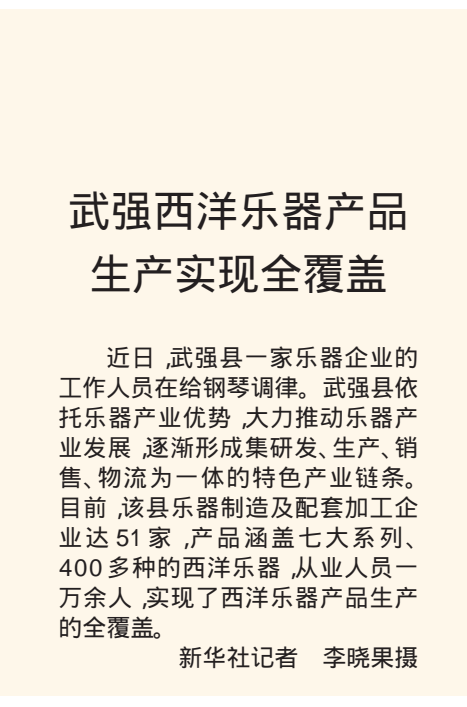 武强西洋乐器产品
生产实现全覆盖
近日,武强县一家乐器企业的
工作人员在给钢琴调律。武强县依
托乐器产业优势,大力推动乐器产
业发展,逐渐形成集研发、生产、销
售、物流为一体的特色产业链条。
目前,该县乐器制造及配套加工企
业达51家,产品涵盖七大系列、
400多种的西洋乐器,从业人员一
万余人,实现了西洋乐器产品生产
的全覆盖。
新华社记者 李晓果摄